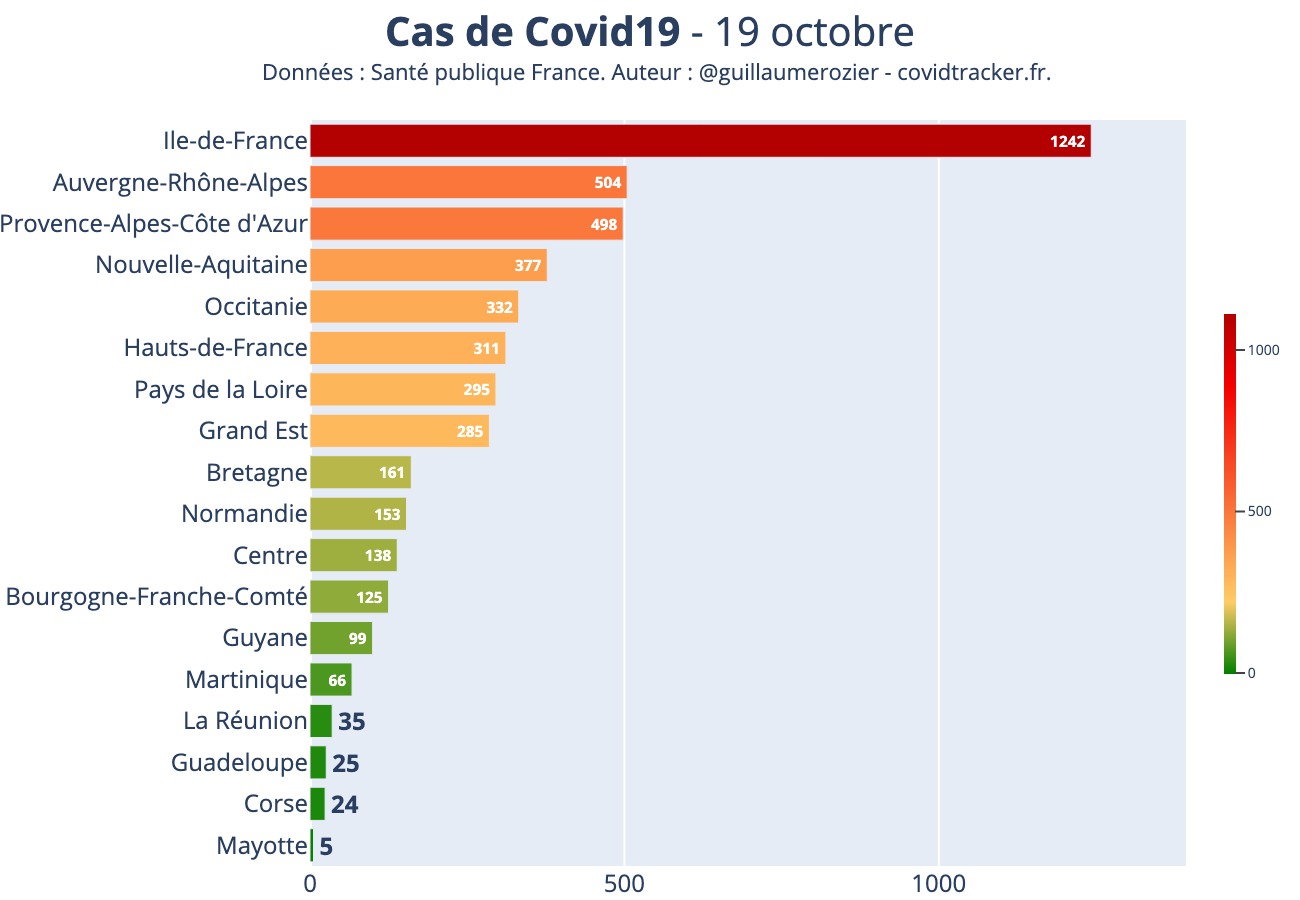 Cas de Covid19 - 19 octobre
Données : Santé publique France. Auteur : @guillaumerozier - covidtracker.fr.
Ile-de-France 1242
Auvergne-Rhône-Alpes 504
Provence-Alpes-Côte d'Azur 498
Nouvelle-Aquitaine 377
Occitanie 332
Hauts-de-France 311
Pays de la Loire 295
Grand Est 285
Bretagne 161
Normandie 153
Centre 138
Bourgogne-Franche-Comté 125
Guyane 99
Martinique 66
La Réunion 35
Guadeloupe 25
Corse 24
Mayotte 5
0 500 1000
1000
500
0